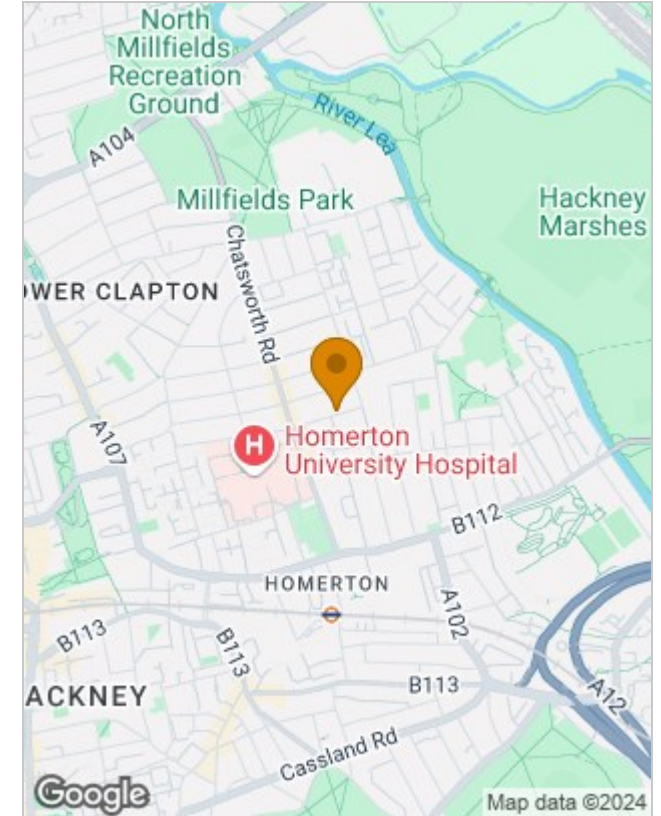 North
Millfields
Recreation
Ground
A104
River Lea
Millfields Park
Hackney
Marshes
Chatsworth Rd
OWER CLAPTON
A107
H
Homerton
University Hospital
B112
HOMERTON
A102
B113
B113
B113
ACKNEY
A12
Cassland Rd
Google
Map data ©2024